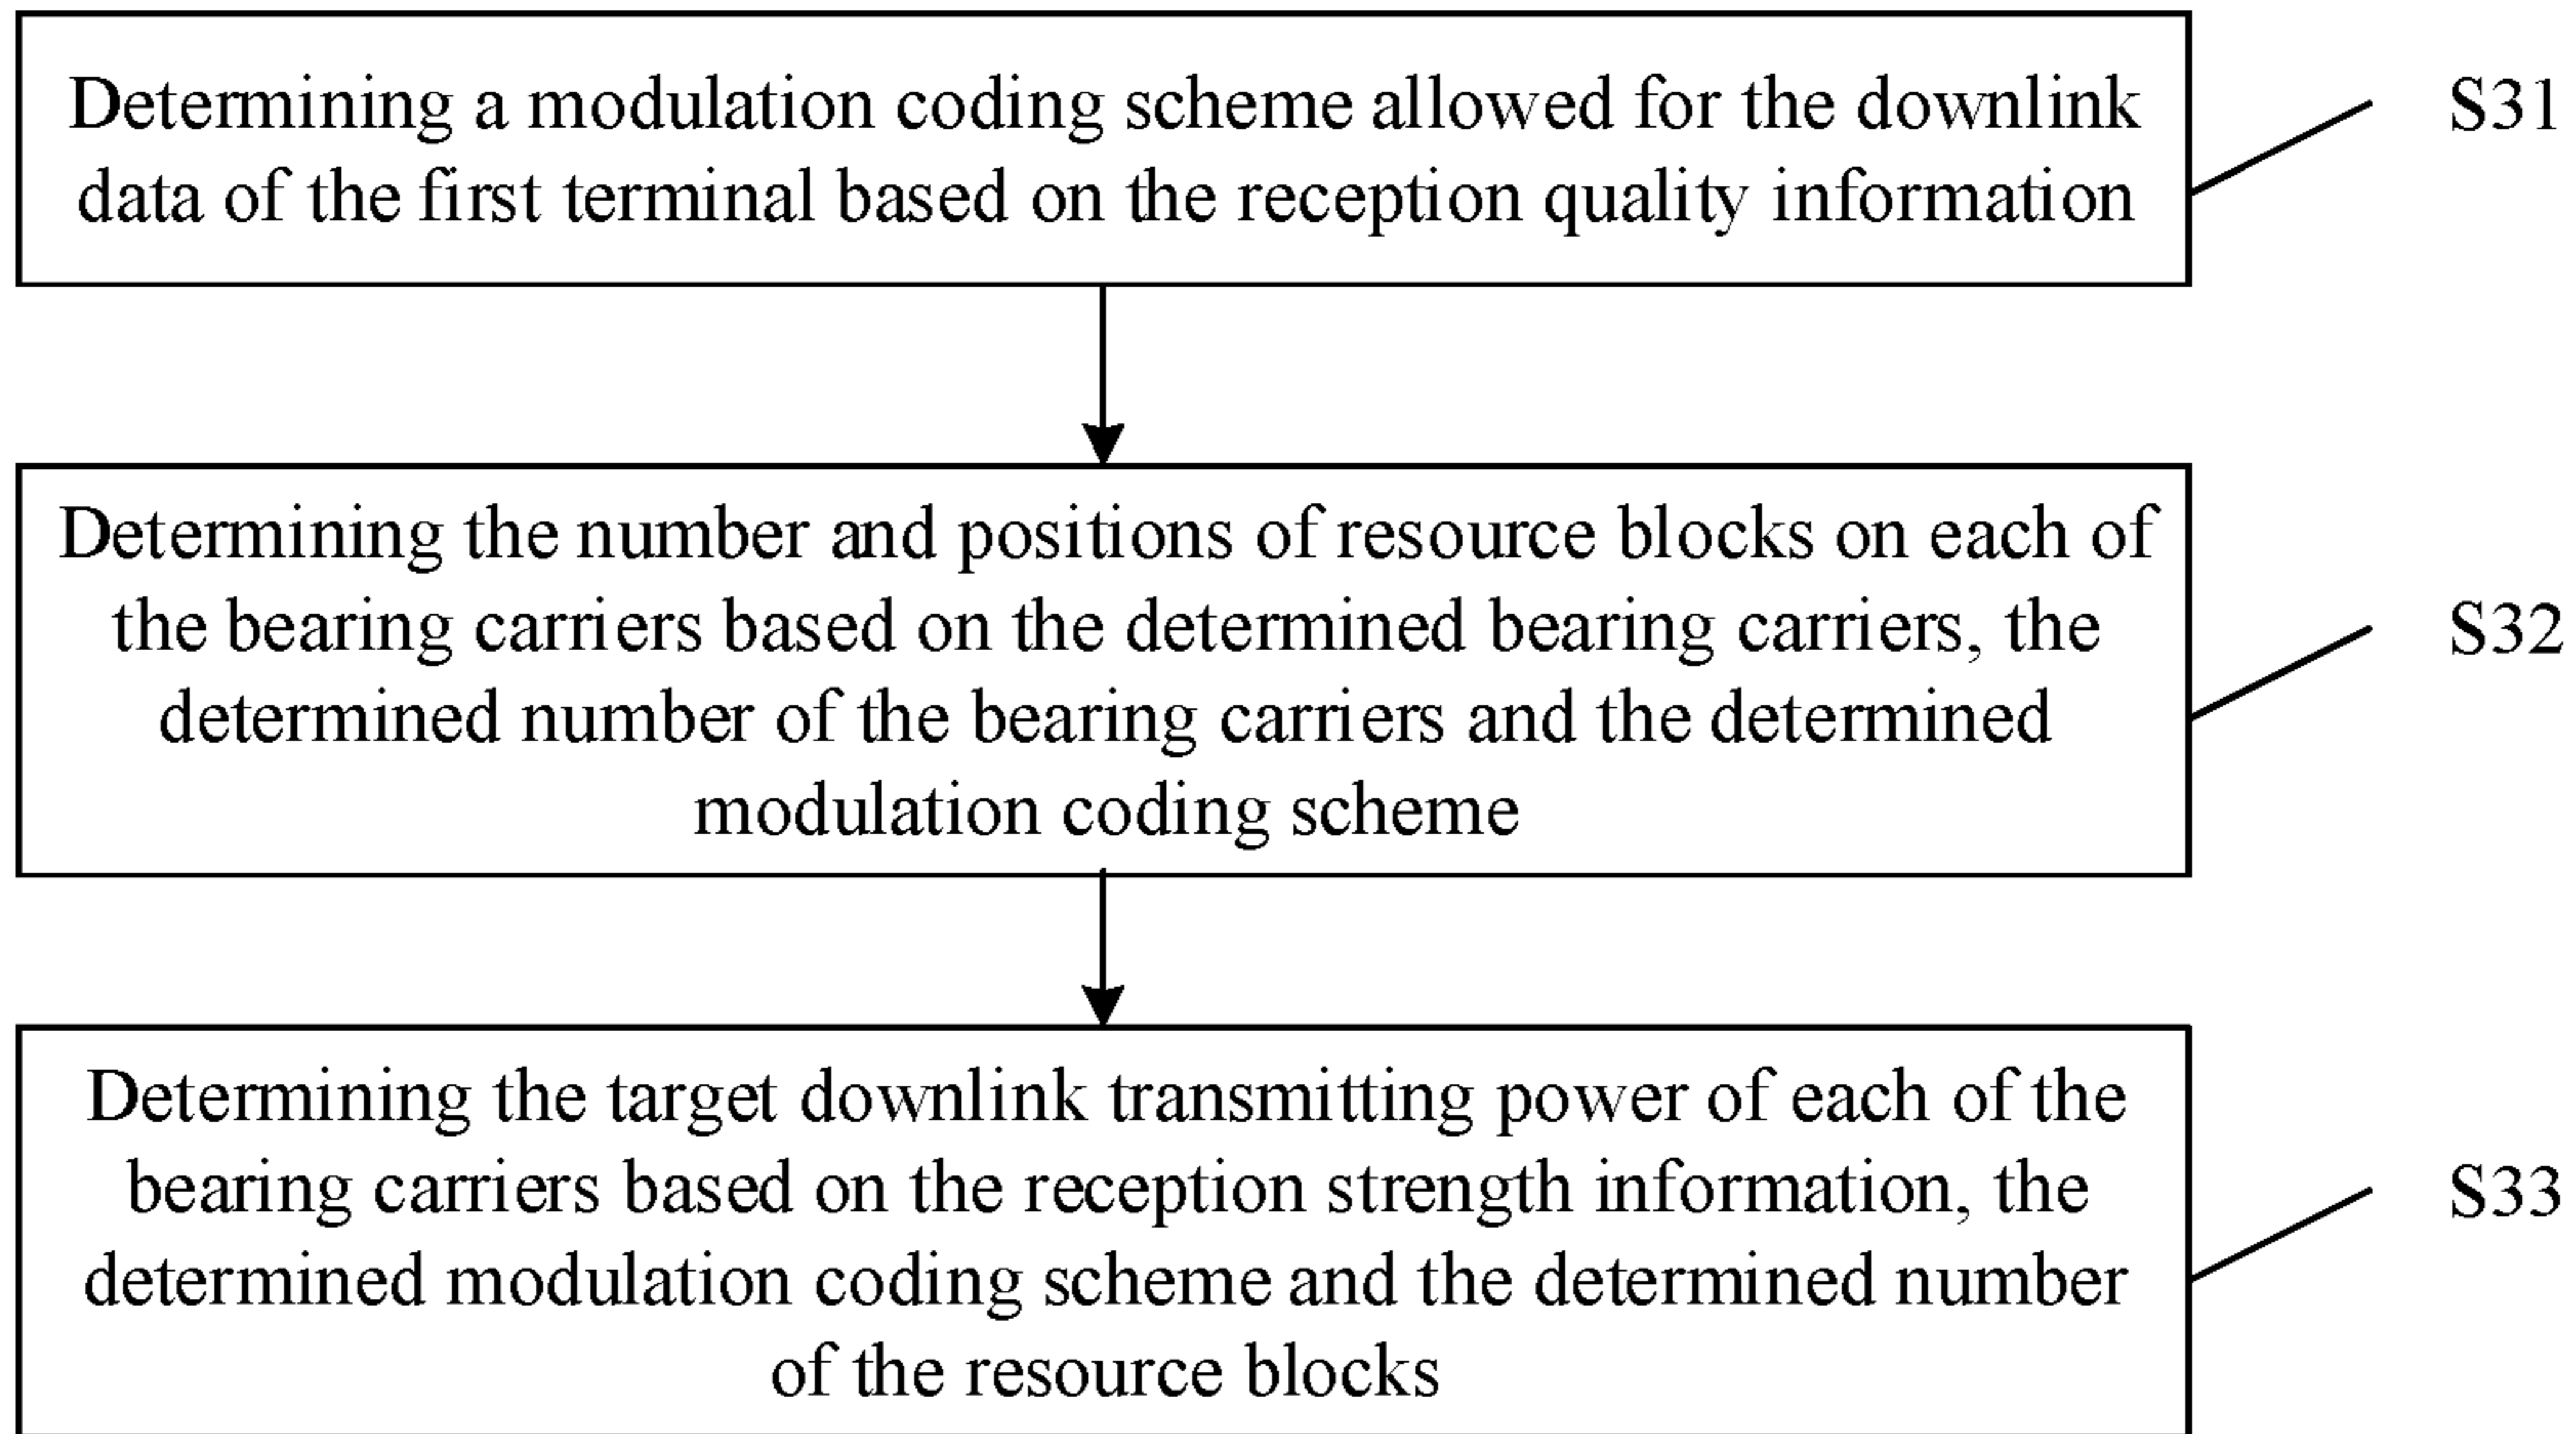 Determining a modulation coding scheme allowed for the downlink
data of the first terminal based on the reception quality information
S31
Determining the number and positions of resource blocks on each of
the bearing carriers based on the determined bearing carriers, the
determined number of the bearing carriers and the determined
modulation coding scheme
S32
Determining the target downlink transmitting power of each of the
bearing carriers based on the reception strength information, the
determined modulation coding scheme and the determined number
of the resource blocks
S33